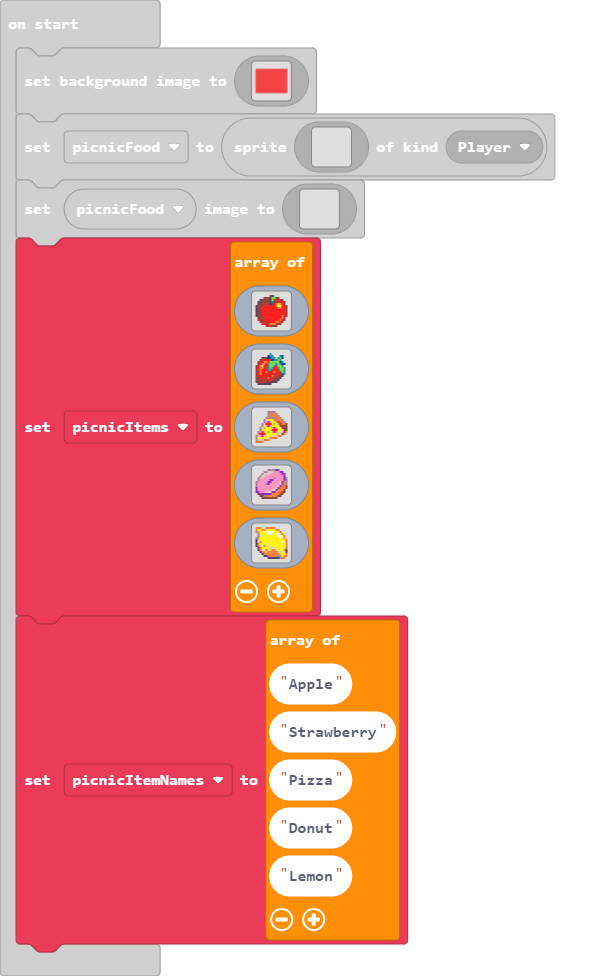 on start
set background image to
set picnicFood to sprite of kind Player
set picnicFood image to
array of
set picnicItems to
array of
"Apple"
"Strawberry"
"Pizza"
set picnicItemNames to
"Donut"
"Lemon"